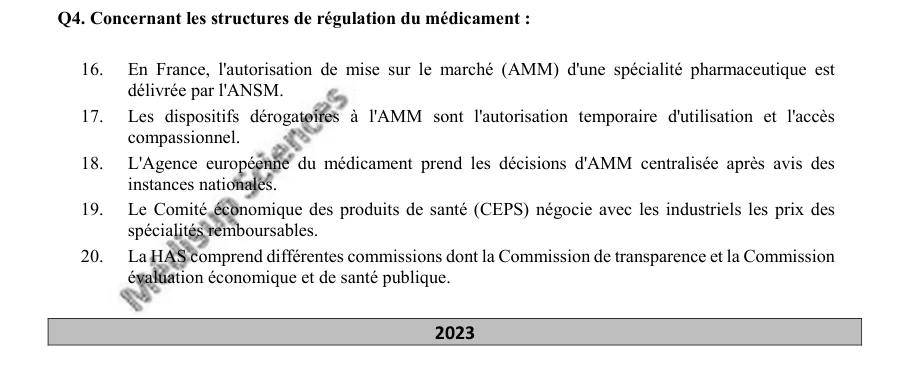 Q4. Concernant les structures de régulation du médicament :
16. En France, l'autorisation de mise sur le marché (AMM) d'une spécialité pharmaceutique est
délivrée par l'ANSM.
17. Les dispositifs dérogatoires à l'AMM sont l'autorisation temporaire d'utilisation et l'accès
compassionnel.
18. L'Agence européenne du médicament prend les décisions d'AMM centralisée après avis des
instances nationales.
19. Le Comité économique des produits de santé (CEPS) négocie avec les industriels les prix des
spécialités remboursables.
20. La HAS comprend différentes commissions dont la Commission de transparence et la Commission
évaluation économique et de santé publique.
Médisup Sciences
2023